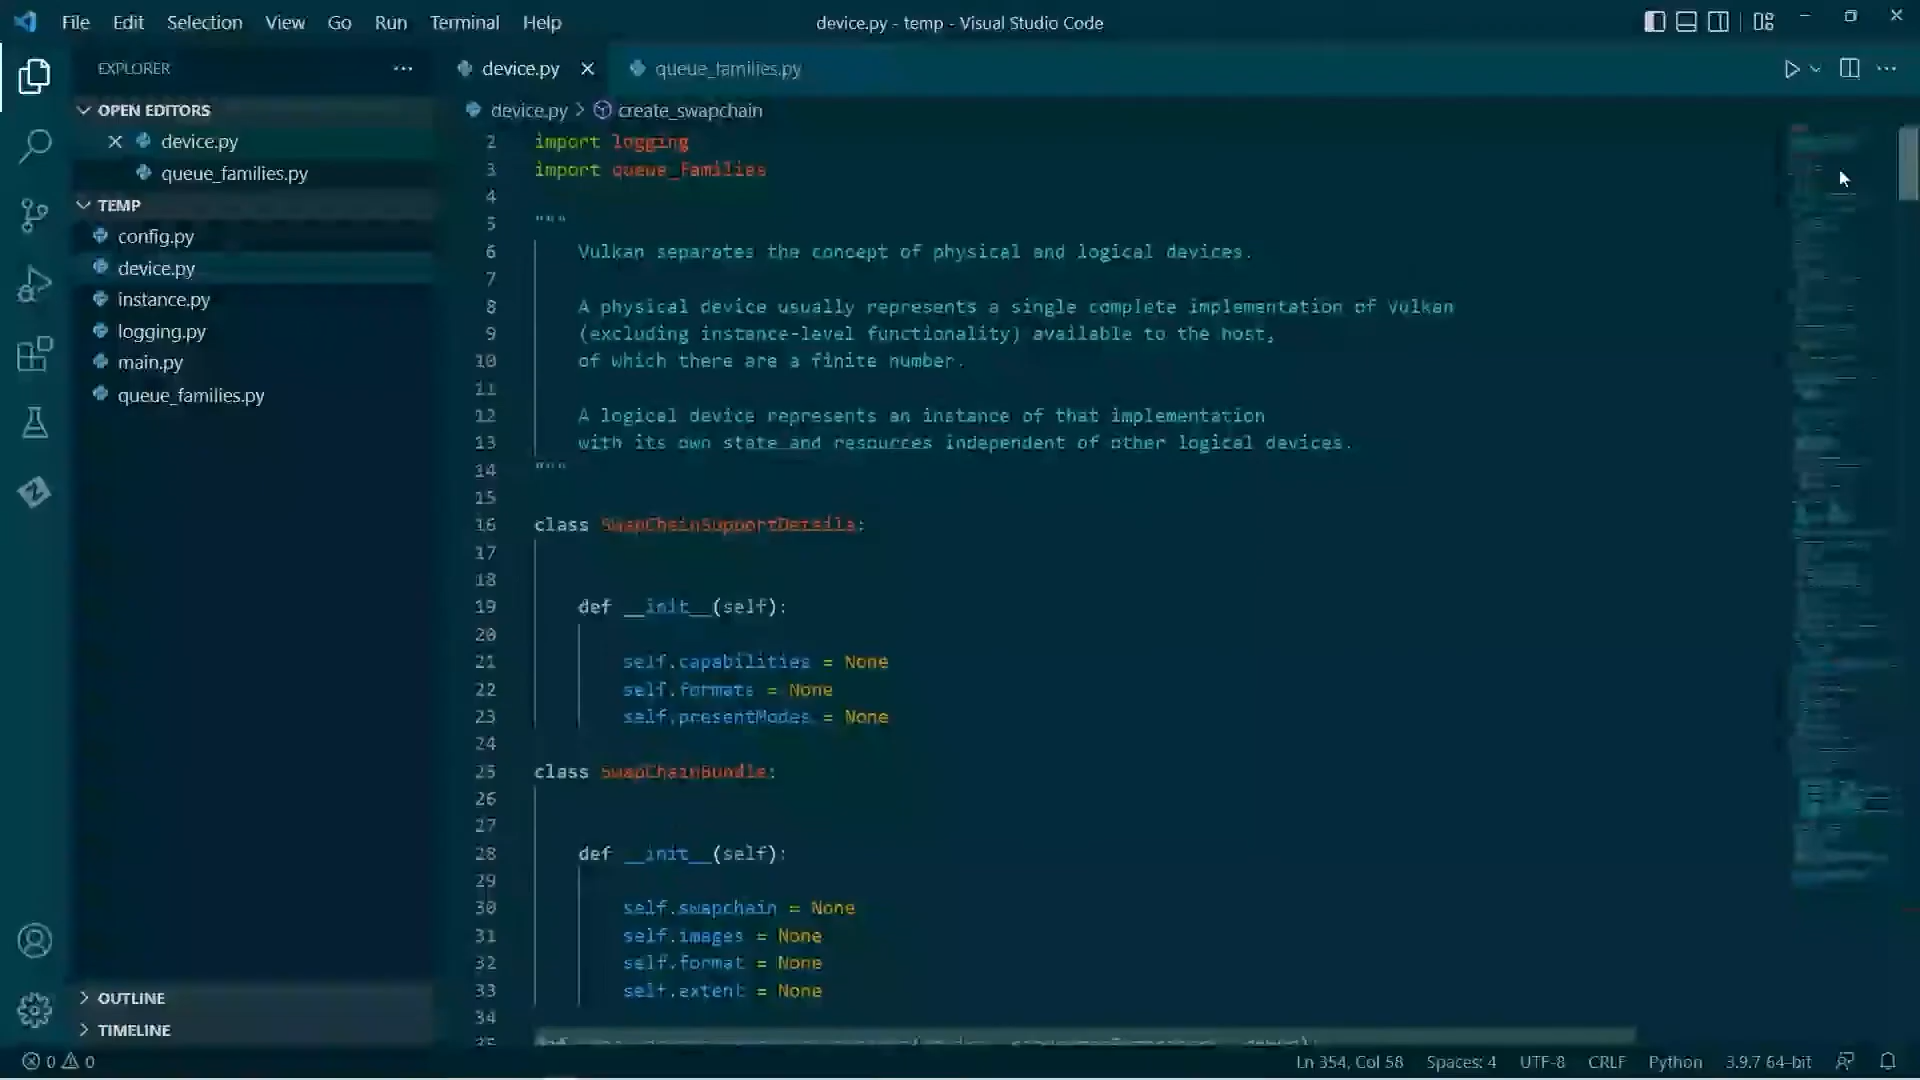 File Edit Selection View Go Run Terminal Help
device.py - temp - Visual Studio Code
EXPLORER
OPEN EDITORS
device.py
queue_families.py
TEMP
config.py
device.py
instance.py
logging.py
main.py
queue_families.py
OUTLINE
TIMELINE
device.py
queue_families.py
device.py > create_swapchain
2 import logging
3 import queue_Families
4
5 """
6 Vulkan separates the concept of physical and logical devices.
7
8 A physical device usually represents a single complete implementation of Vulkan
9 (excluding instance-level functionality) available to the host,
10 of which there are a finite number.
11
12 A logical device represents an instance of that implementation
13 with its own state and resources independent of other logical devices.
14 """
15
16 class SwapChainSupportDetails:
17
18
19 def __init__(self):
20
21 self.capabilities = None
22 self.formats = None
23 self.presentModes = None
24
25 class SwapChainBundle:
26
27
28 def __init__(self):
29
30 self.swapchain = None
31 self.images = None
32 self.format = None
33 self.extent = None
34
35
0 0
Ln 354, Col 58 Spaces: 4 UTF-8 CRLF Python 3.9.7 64-bit